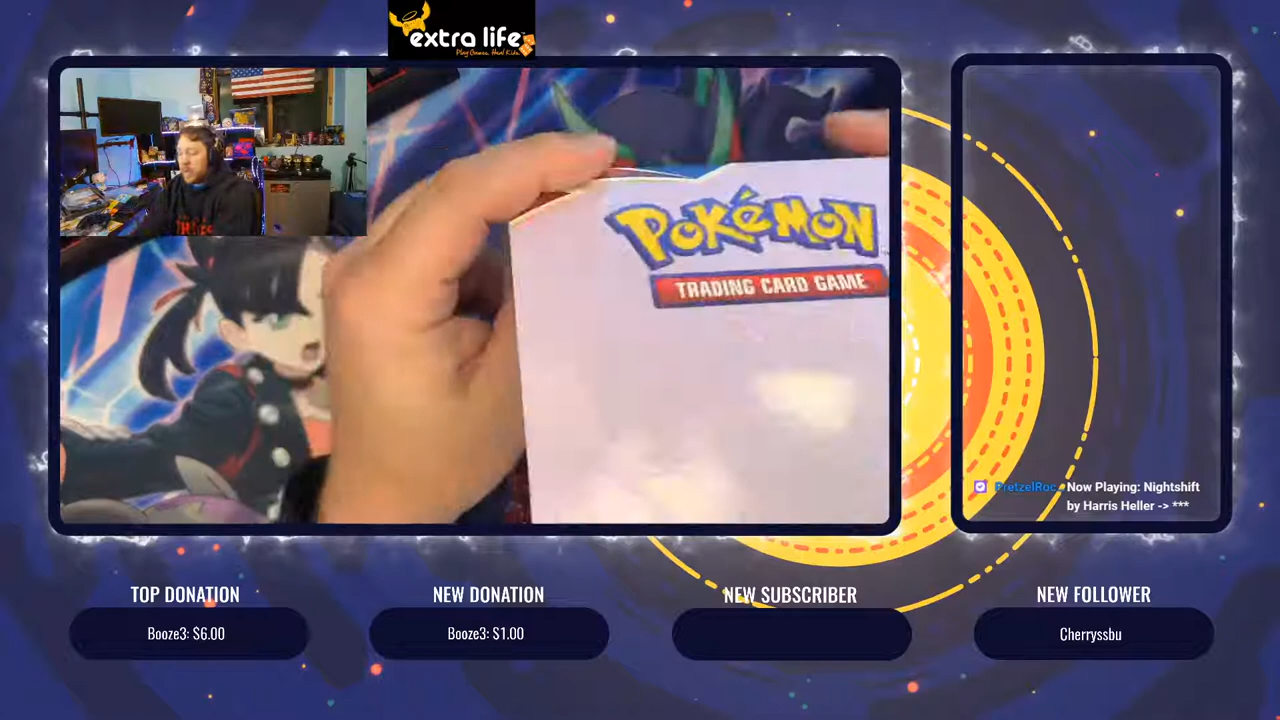 extra life
Play Games. Heal Kids.
POKéMON
TRADING CARD GAME
PretzelRoc Now Playing: Nightshift
by Harris Heller -> ***
TOP DONATION
Booze3: $6.00
NEW DONATION
Booze3: $1.00
NEW SUBSCRIBER
NEW FOLLOWER
Cherryssbu